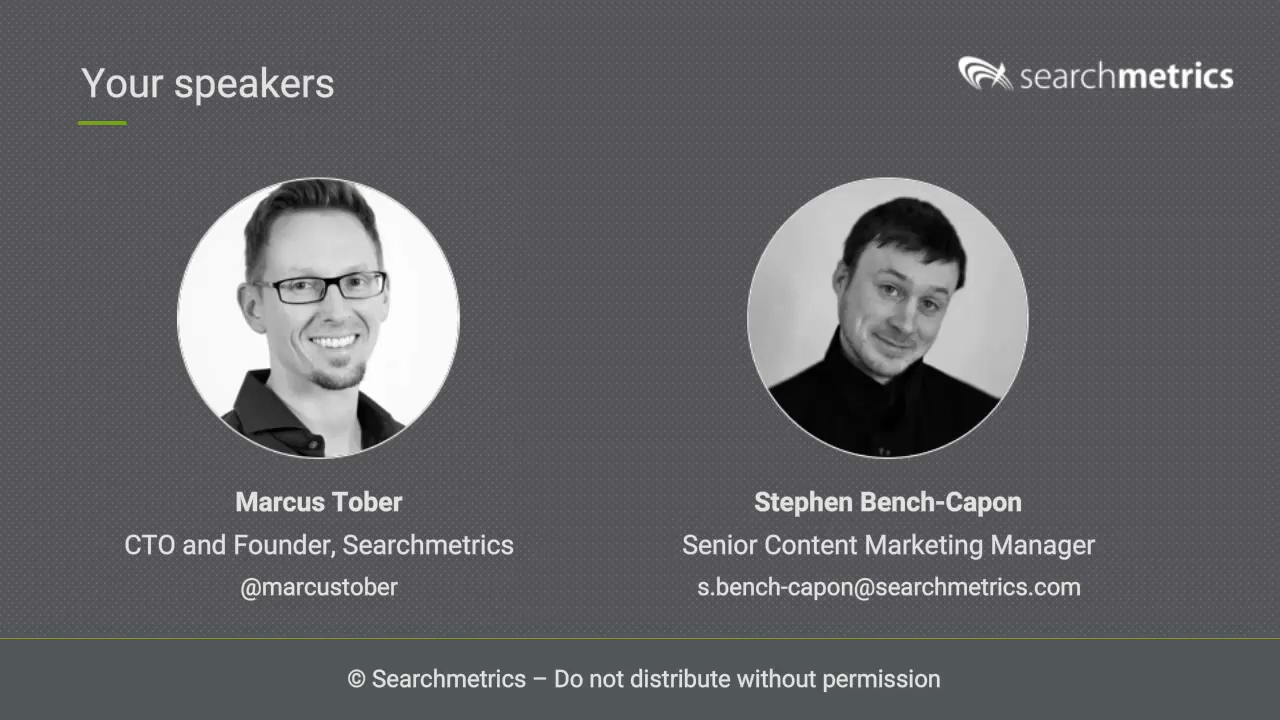 Your speakers
searchmetrics
Marcus Tober
CTO and Founder, Searchmetrics
@marcustober
Stephen Bench-Capon
Senior Content Marketing Manager
s.bench-capon@searchmetrics.com
© Searchmetrics – Do not distribute without permission